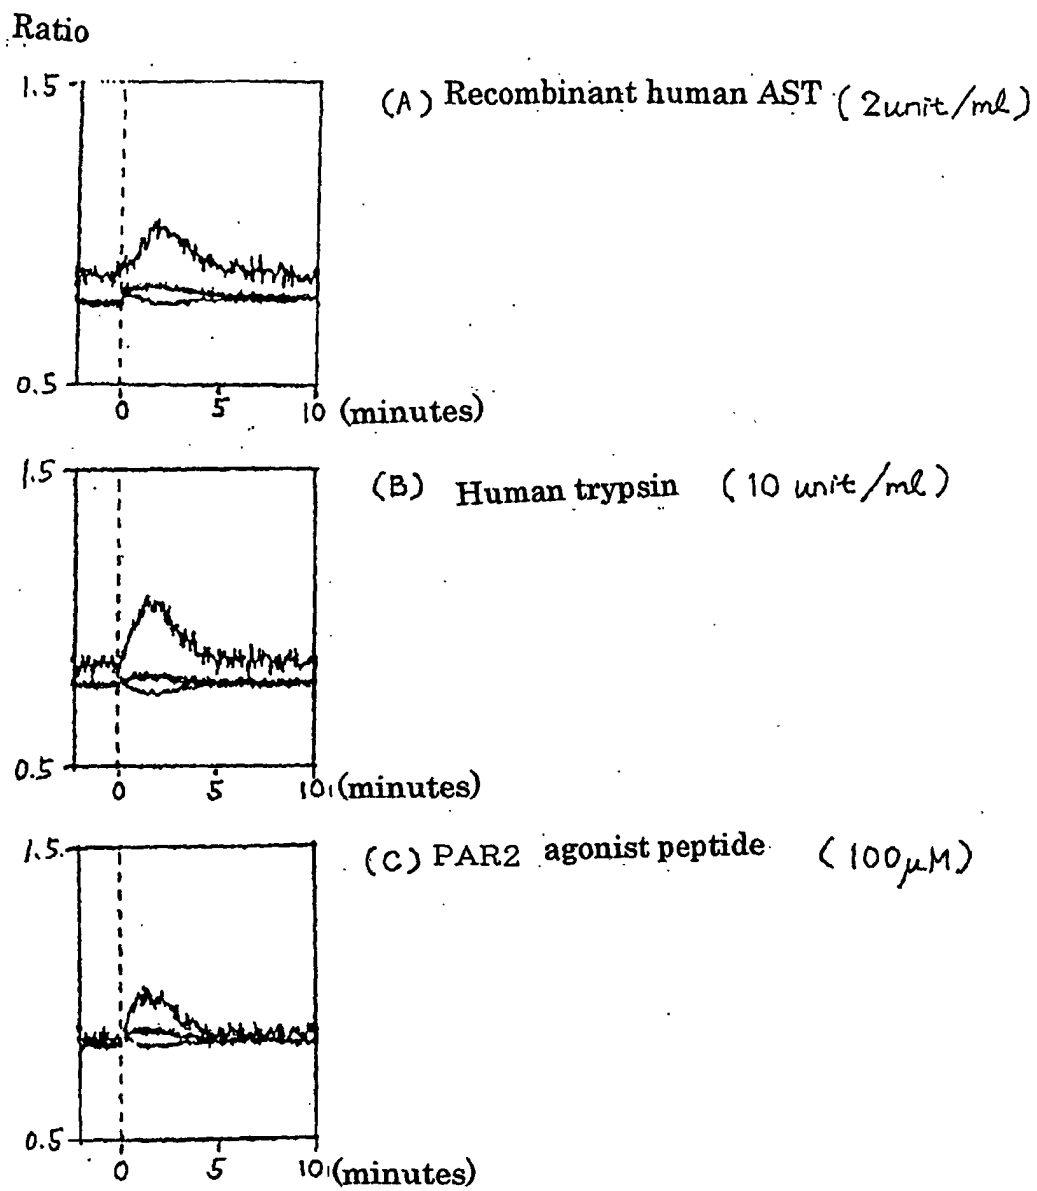 Ratio
1.5
(A) Recombinant human AST (2unit/ml)
0.5
0 5 10 (minutes)
1.5
(B) Human trypsin (10 unit/ml)
0.5
0 5 10 (minutes)
1.5
(C) PAR2 agonist peptide (100μM)
0.5
0 5 10 (minutes)